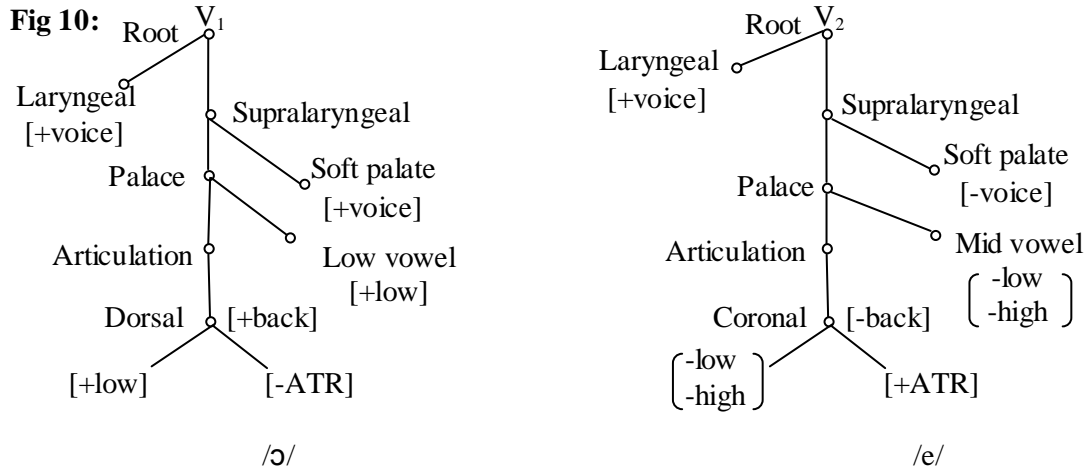 Fig 10:
V1
Root
Laryngeal
[+voice]
Supralaryngeal
Soft palate
[+voice]
Palace
Articulation
Low vowel
[+low]
Dorsal
[+back]
[+low]
[-ATR]
/ɔ/
V2
Root
Laryngeal
[+voice]
Supralaryngeal
Soft palate
[-voice]
Palace
Articulation
Mid vowel
-low
-high
Coronal
[-back]
-low
-high
[+ATR]
/e/